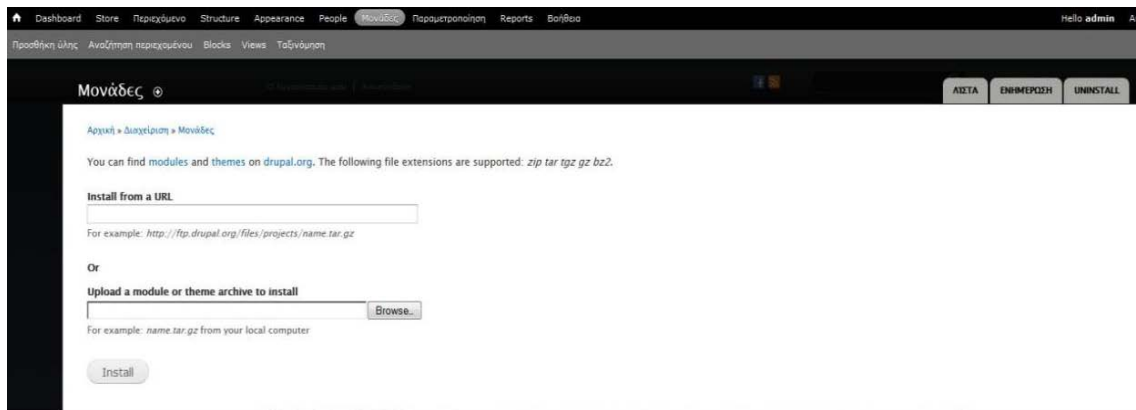 Dashboard Store Περιεχόμενο Structure Appearance People Μονάδες Παραμετροποίηση Reports Βοήθεια Hello admin
Προσθήκη ύλης Αναζήτηση περιεχομένου Blocks Views Ταξινόμηση
Μονάδες ΛΙΣΤΑ ΕΝΗΜΕΡΩΣΗ UNINSTALL
Αρχική » Διαχείριση » Μονάδες
You can find modules and themes on drupal.org. The following file extensions are supported: zip tar tgz gz bz2.
Install from a URL
For example: http://ftp.drupal.org/files/projects/name.tar.gz
Or
Upload a module or theme archive to install
Browse..
For example: name.tar.gz from your local computer
Install